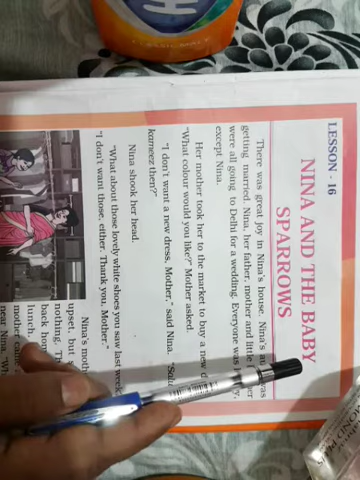 LESSON - 16
NINA AND THE BABY
SPARROWS
There was great joy in Nina's house. Nina's was
getting married. Nina, her father, mother and little
were all going to Delhi for a wedding. Everyone was
except Nina.
Her mother took her to the market to buy a new
"What colour would you like?" Mother asked.
"I don't want a new dress, Mother," said Nina.
kameez then?"
Nina shook her head.
"What about those lovely white shoes you saw last week
"I don't want those, either. Thank you, Mother."
Nina's moth
upset, but
nothing. Th
back hom
lunch,
mother cam
near Nina.